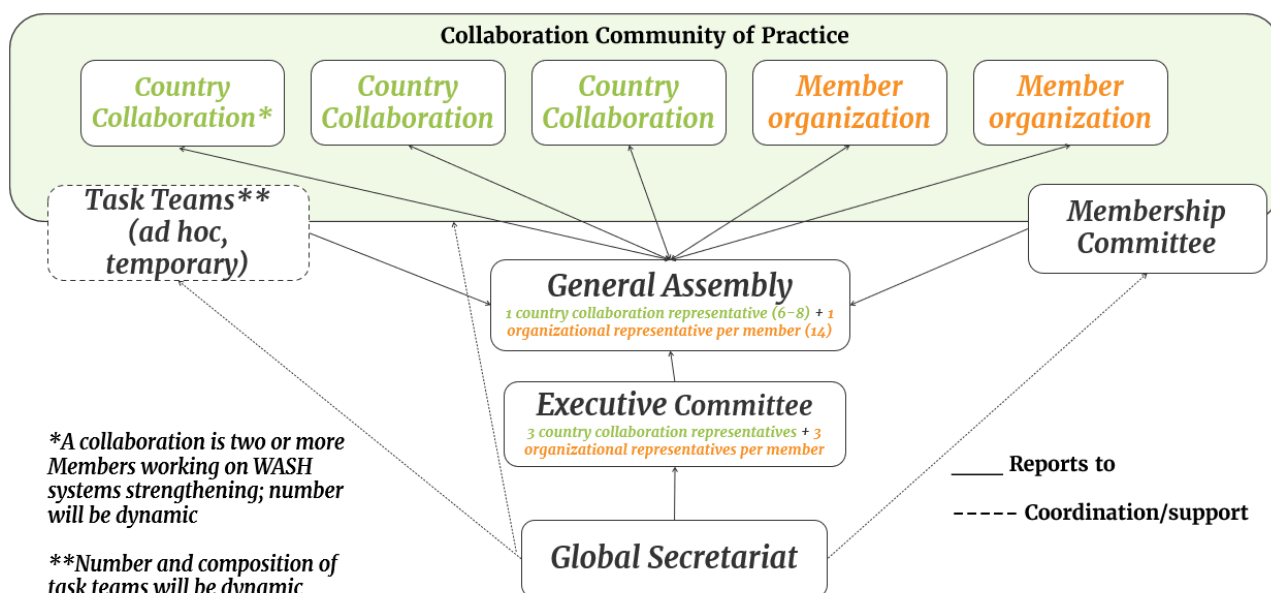 Collaboration Community of Practice
Country
Collaboration*
Country
Collaboration
Country
Collaboration
Member
organization
Member
organization
Task Teams**
(ad hoc,
temporary)
Membership
Committee
General Assembly
1 country collaboration representative (6-8) + 1
organizational representative per member (14)
Executive Committee
3 country collaboration representatives + 3
organizational representatives per member
Global Secretariat
*A collaboration is two or more
Members working on WASH
systems strengthening; number
will be dynamic
**Number and composition of
task teams will be dynamic
Reports to
Coordination/support